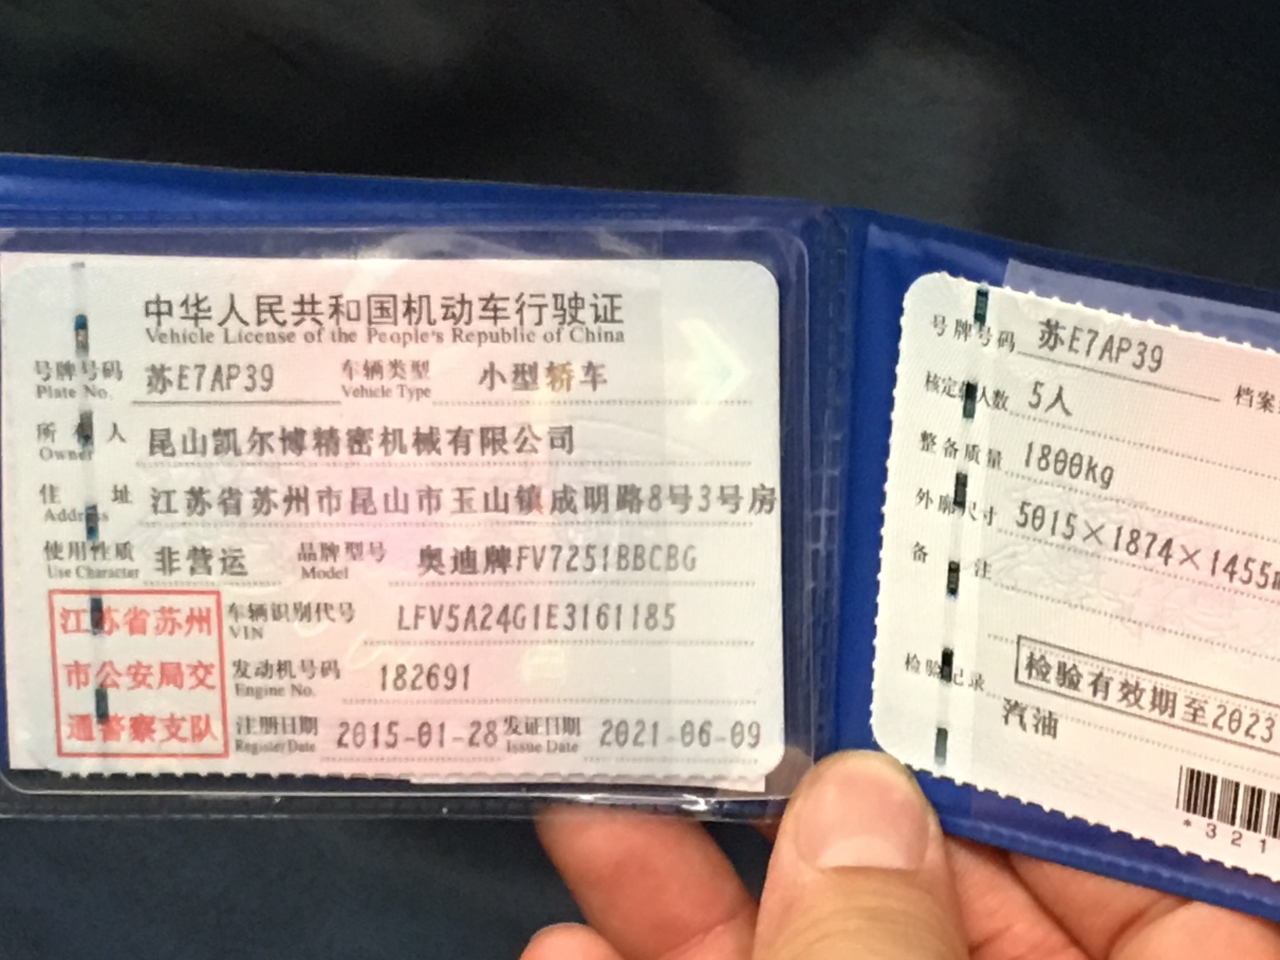 中华人民共和国机动车行驶证
Vehicle License of the People's Republic of China
号牌号码 苏E7AP39 车辆类型 小型轿车
Plate No. Vehicle Type
所有人 昆山凯尔博精密机械有限公司
Owner
住址 江苏省苏州市昆山市玉山镇成明路8号3号房
Address
使用性质 非营运 品牌型号 奥迪牌FV7251BBCBG
Use Character Model
江苏省苏州
市公安局交
通警察支队
车辆识别代号 LFV5A24G1E3161185
VIN
发动机号码 182691
Engine No.
注册日期 2015-01-28 发证日期 2021-06-09
Register Date Issue Date
号牌号码 苏E7AP39 档案
核定载人数 5人
整备质量 1800kg
外廓尺寸 5015×1874×1455
备注
检验记录 检验有效期至2023
汽油
*321